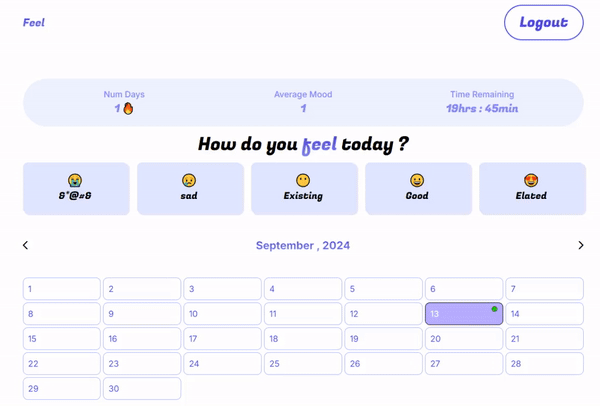 Feel
Logout
Num Days
1 🔥
Average Mood
1
Time Remaining
19hrs : 45min
How do you feel today ?
😭
&*@#&
😢
sad
😶
Existing
😀
Good
😍
Elated
September , 2024
1 2 3 4 5 6 7
8 9 10 11 12 13 14
15 16 17 18 19 20 21
22 23 24 25 26 27 28
29 30